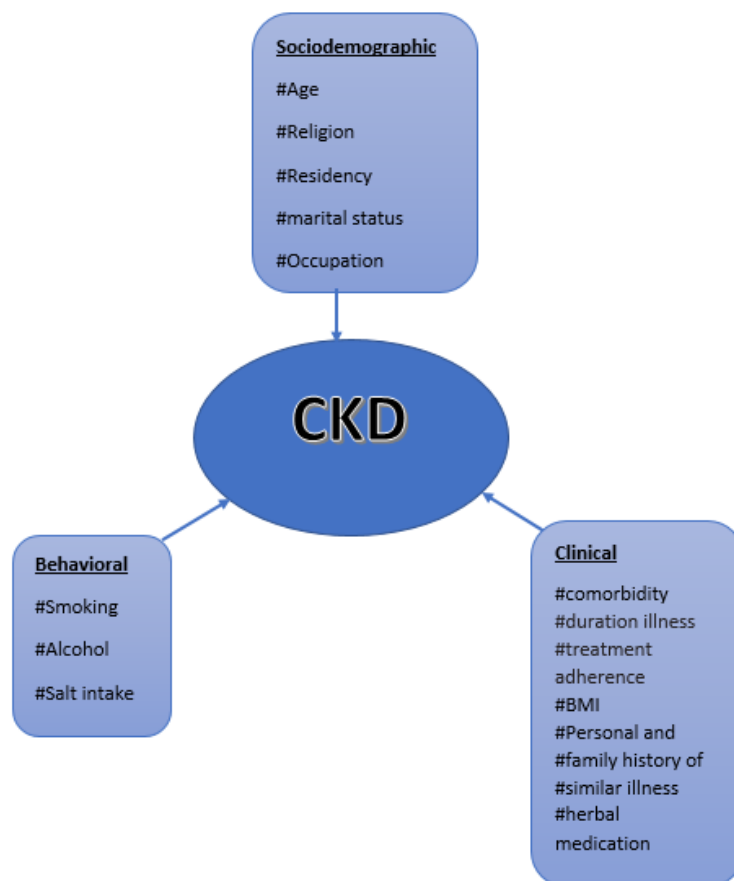 Sociodemographic
#Age
#Religion
#Residency
#marital status
#Occupation
CKD
Behavioral
#Smoking
#Alcohol
#Salt intake
Clinical
#comorbidity
#duration illness
#treatment
adherence
#BMI
#Personal and
#family history of
#similar illness
#herbal
medication